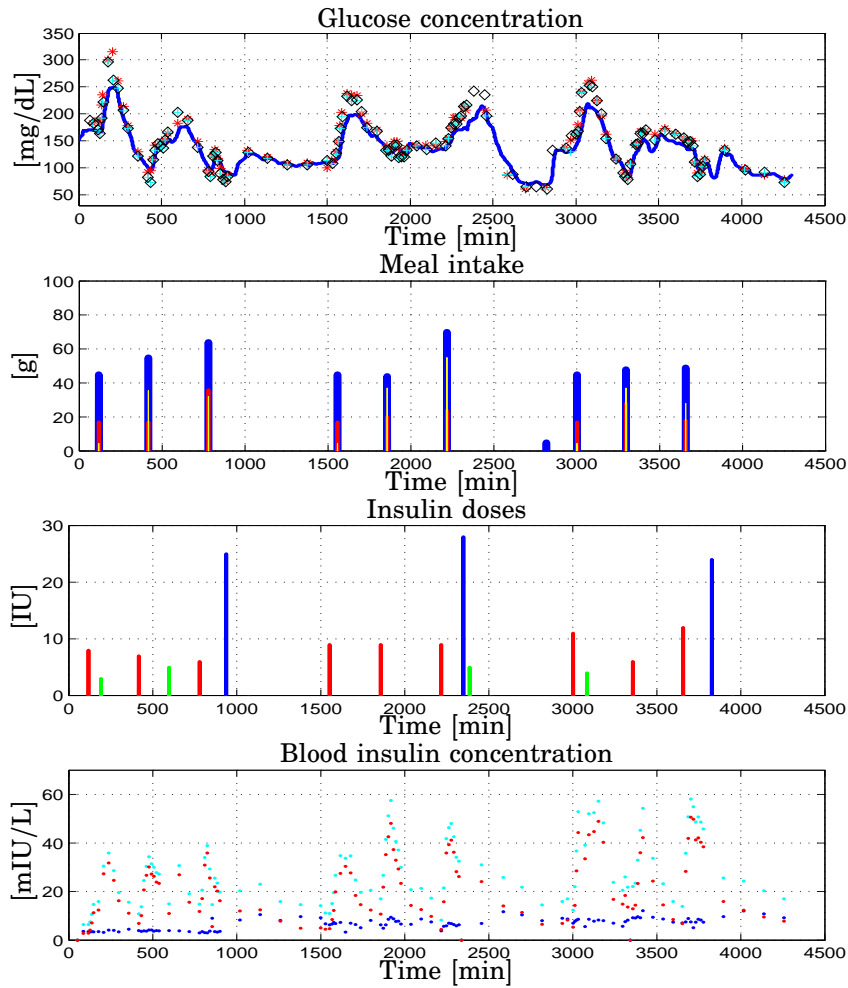 Glucose concentration
[mg/dL]
350
300
250
200
150
100
50
0 500 1000 1500 2000 2500 3000 3500 4000 4500
Time [min]
Meal intake
[g]
100
80
60
40
20
0
0 500 1000 1500 2000 2500 3000 3500 4000 4500
Time [min]
Insulin doses
[IU]
30
20
10
0
0 500 1000 1500 2000 2500 3000 3500 4000 4500
Time [min]
Blood insulin concentration
[mIU/L]
60
40
20
0
0 500 1000 1500 2000 2500 3000 3500 4000 4500
Time [min]